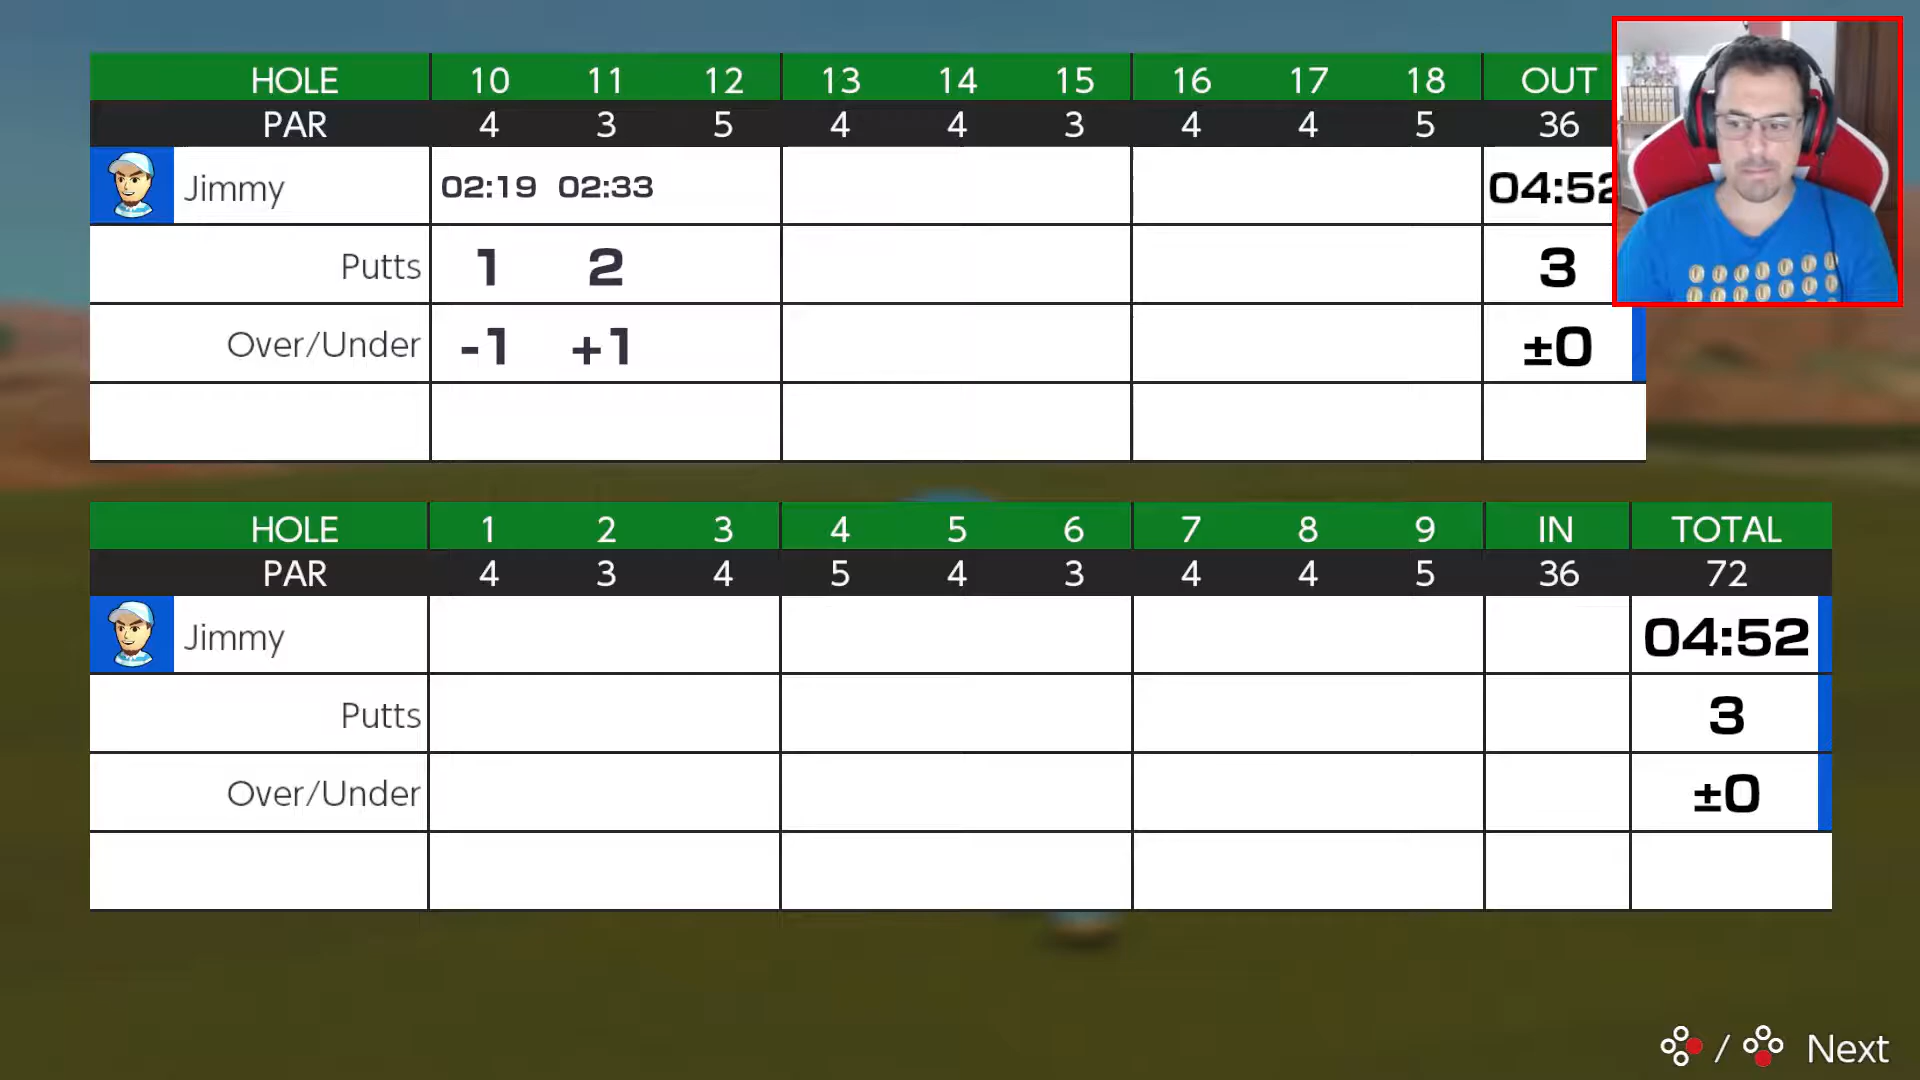 HOLE 10 11 12 13 14 15 16 17 18 OUT
PAR 4 3 5 4 4 3 4 4 5 36
Jimmy 02:19 02:33 04:52
Putts 1 2 3
Over/Under -1 +1 ±0
HOLE 1 2 3 4 5 6 7 8 9 IN TOTAL
PAR 4 3 4 5 4 3 4 4 5 36 72
Jimmy 04:52
Putts 3
Over/Under ±0
/ Next